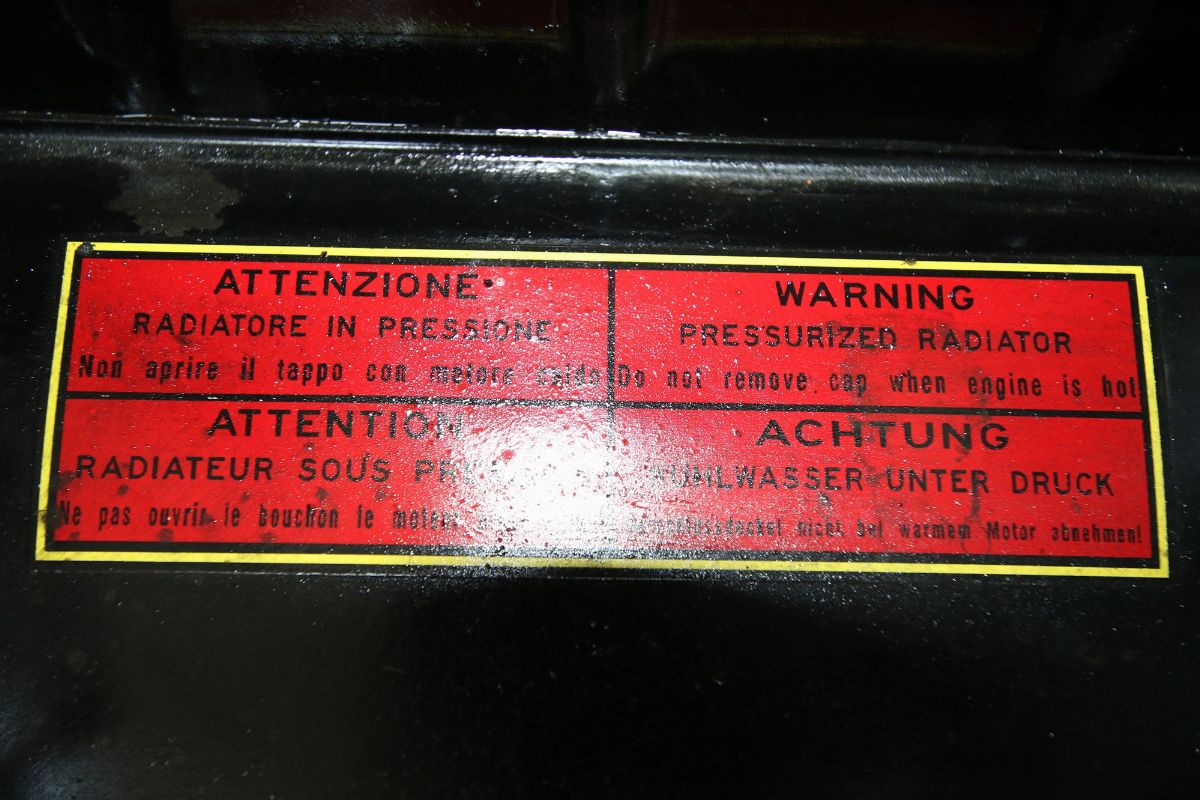 ATTENZIONE
RADIATORE IN PRESSIONE
Non aprire il tappo con motore caldo
WARNING
PRESSURIZED RADIATOR
Do not remove cap when engine is hot
ATTENTION
RADIATEUR SOUS
Ne pas ouvrir le bouchon le moteur
ACHTUNG
KÜHLWASSER UNTER DRUCK
nicht bei warmem Motor abnehmen!